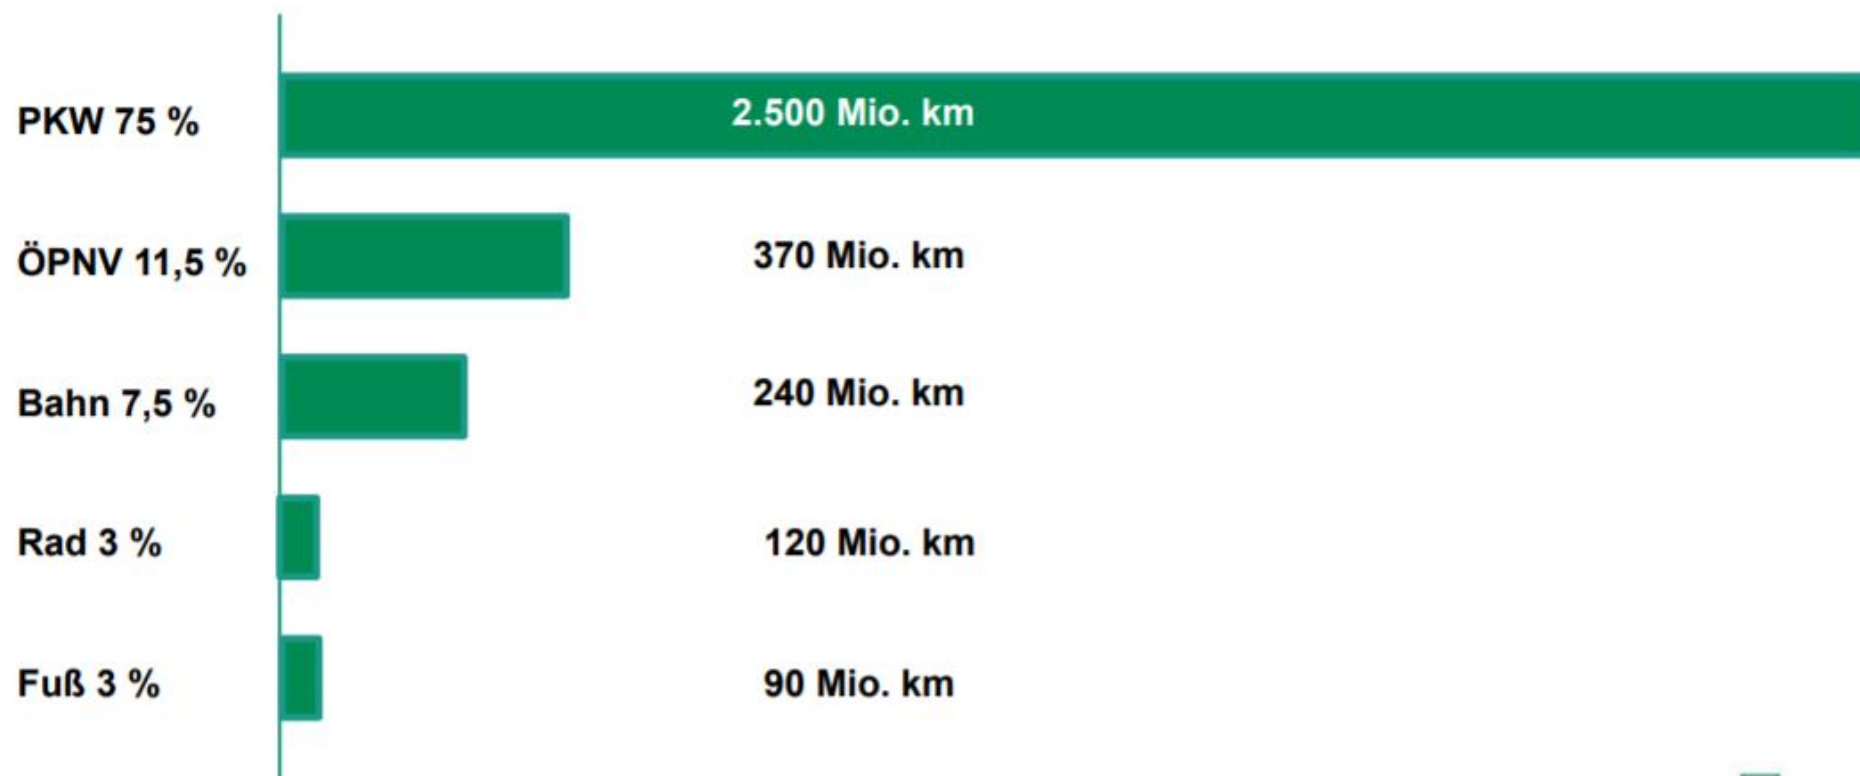 PKW 75 % 2.500 Mio. km
ÖPNV 11,5 % 370 Mio. km
Bahn 7,5 % 240 Mio. km
Rad 3 % 120 Mio. km
Fuß 3 % 90 Mio. km